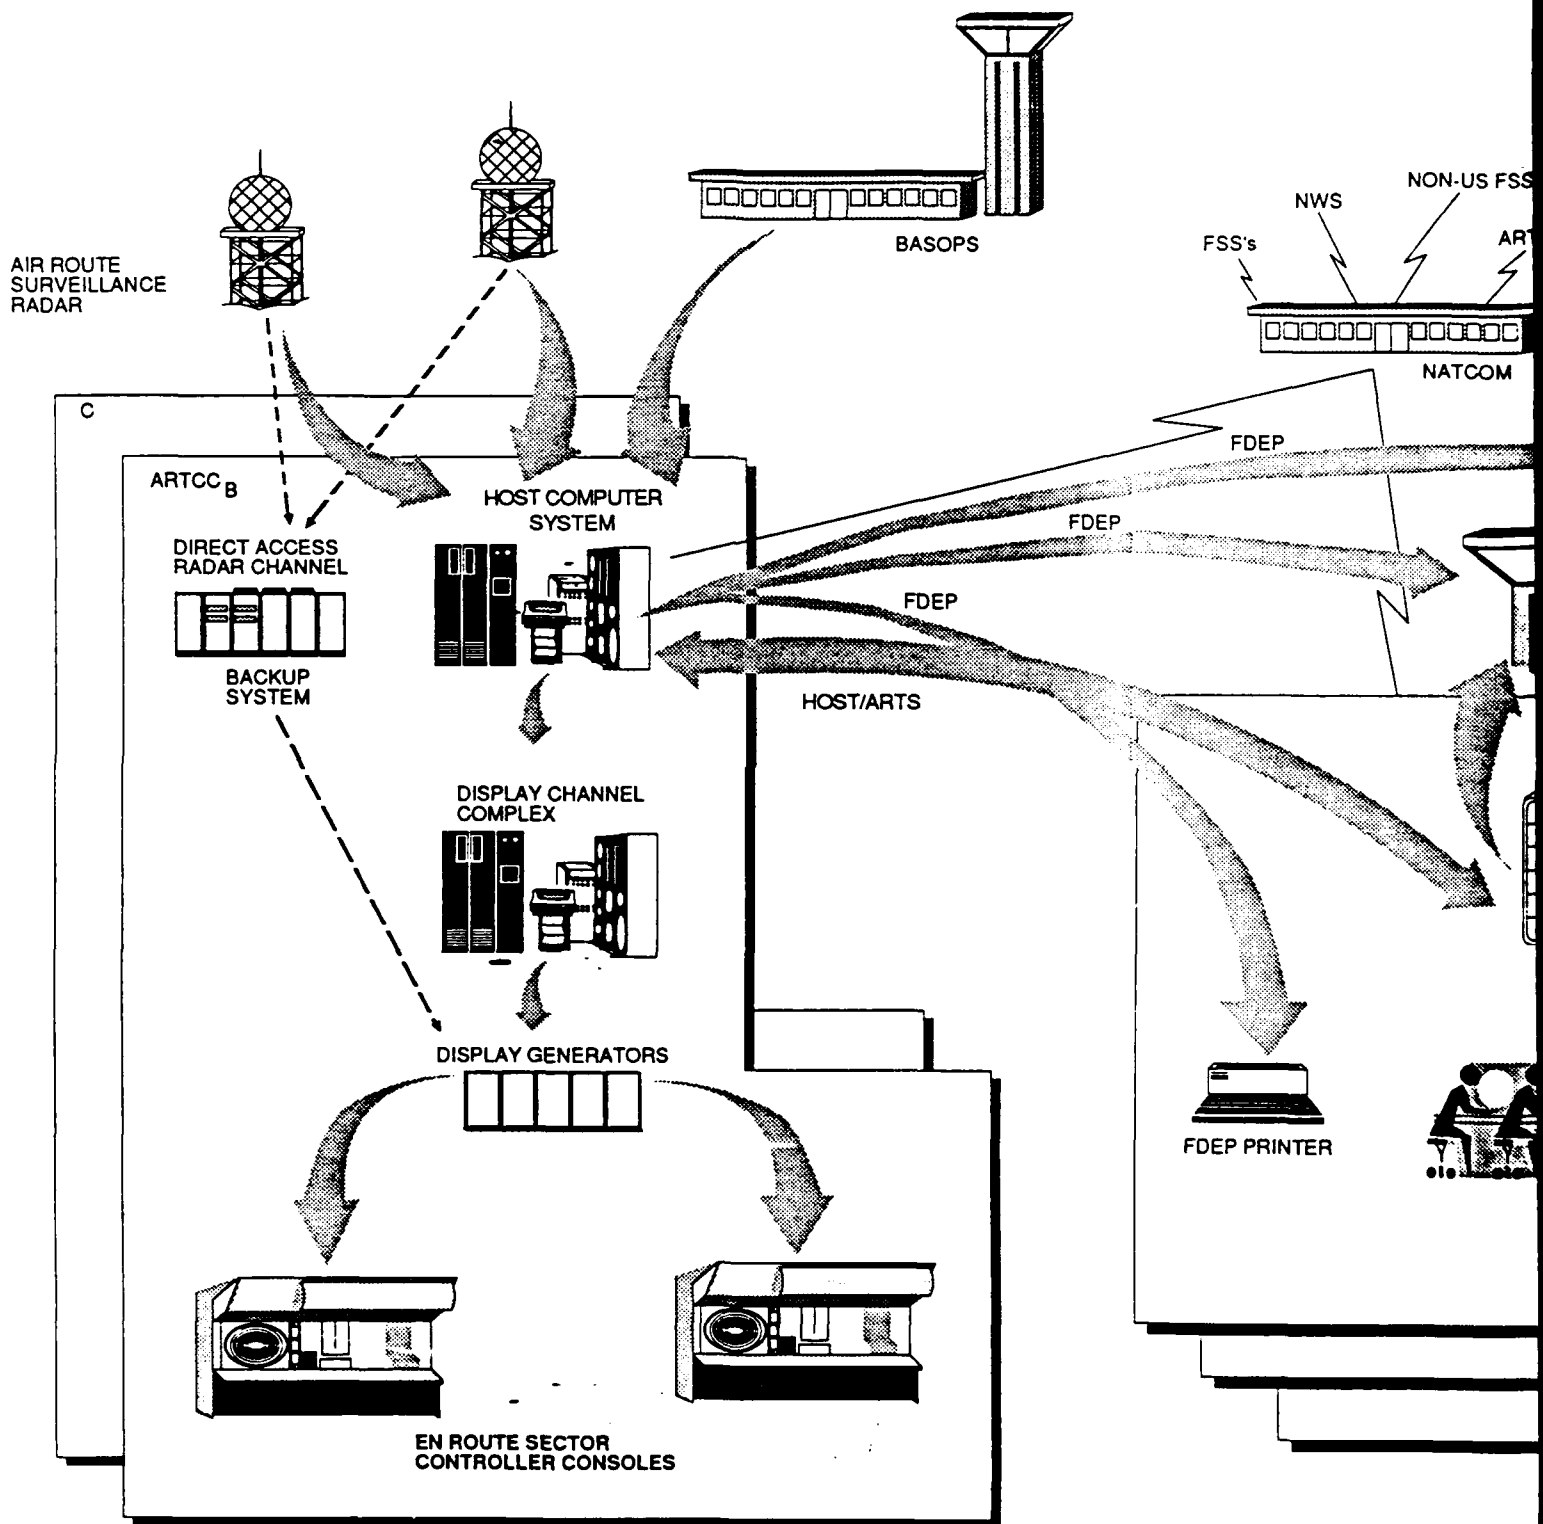 NON-US FSS
NWS
FSS's
BASOPS
AIR ROUTE
SURVEILLANCE
RADAR
NATCOM
C
FDEP
ARTCC B
HOST COMPUTER
SYSTEM
FDEP
DIRECT ACCESS
RADAR CHANNEL
FDEP
BACKUP
SYSTEM
HOST/ARTS
DISPLAY CHANNEL
COMPLEX
DISPLAY GENERATORS
FDEP PRINTER
EN ROUTE SECTOR
CONTROLLER CONSOLES